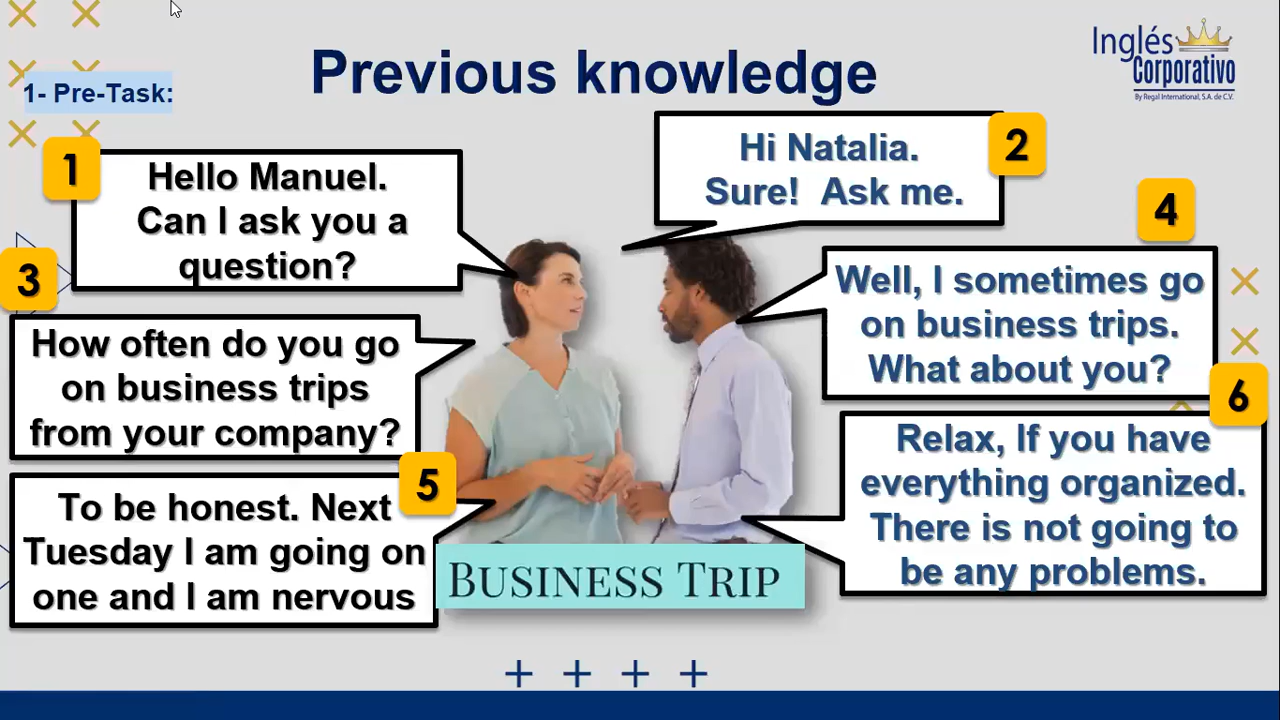 Previous knowledge
Inglés
Corporativo
By Regal International, S.A. de C.V.
1- Pre-Task:
1
Hello Manuel.
Can I ask you a
question?
2
Hi Natalia.
Sure!  Ask me.
3
How often do you go
on business trips
from your company?
4
Well, I sometimes go
on business trips.
What about you?
5
To be honest. Next
Tuesday I am going on
one and I am nervous
6
Relax, If you have
everything organized.
There is not going to
be any problems.
BUSINESS TRIP